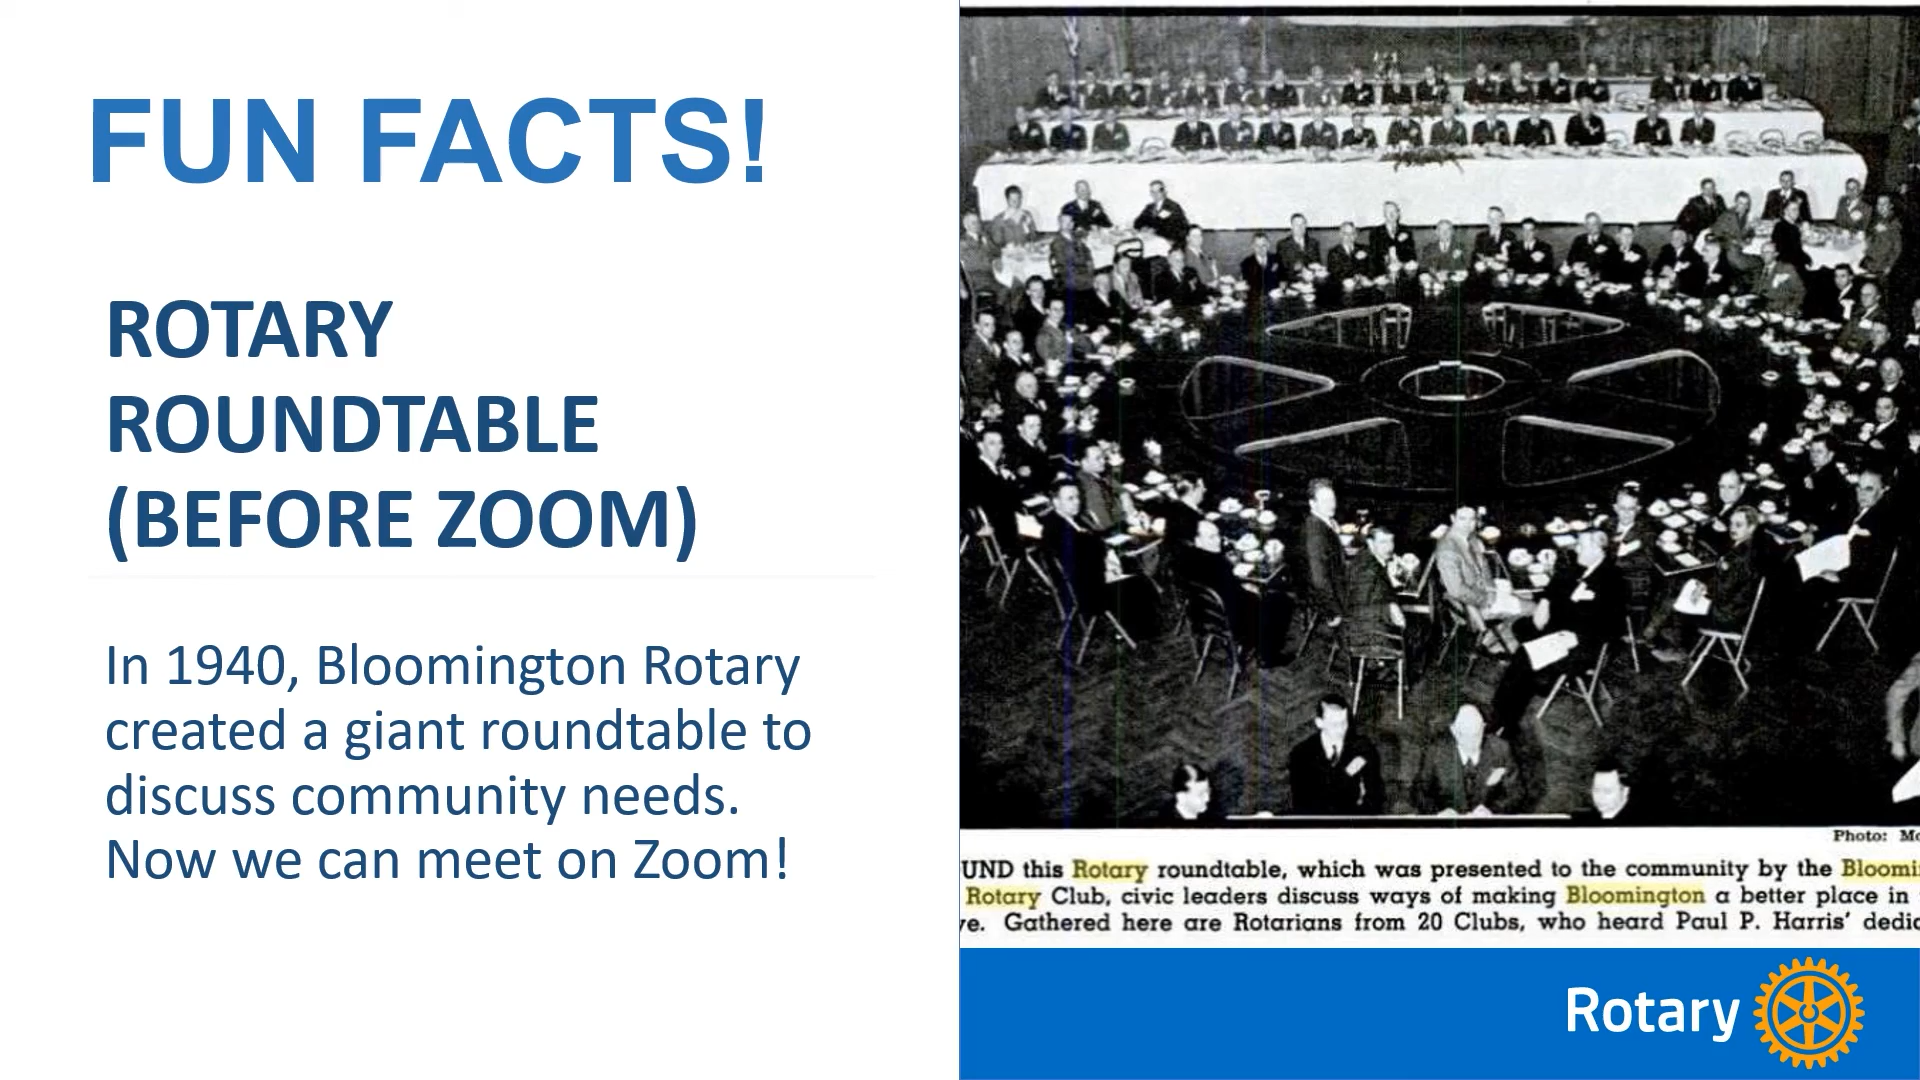 FUN FACTS!
ROTARY
ROUNDTABLE
(BEFORE ZOOM)
In 1940, Bloomington Rotary
created a giant roundtable to
discuss community needs.
Now we can meet on Zoom!
Photo:
UND this Rotary roundtable, which was presented to the community by the Bloomi
Rotary Club, civic leaders discuss ways of making Bloomington a better place in
e. Gathered here are Rotarians from 20 Clubs, who heard Paul P. Harris' dedic
Rotary